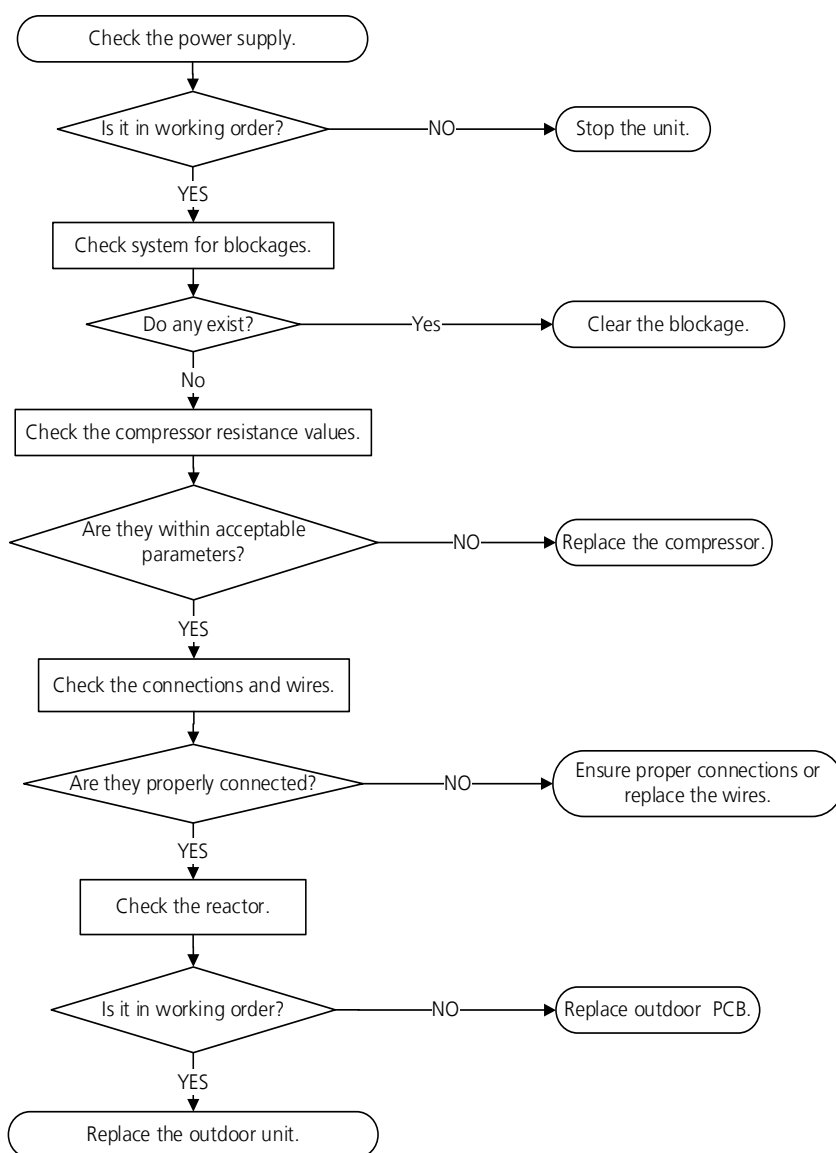 Check the power supply.
Is it in working order?
NO
Stop the unit.
YES
Check system for blockages.
Do any exist?
Yes
Clear the blockage.
No
Check the compressor resistance values.
Are they within acceptable
parameters?
NO
Replace the compressor.
YES
Check the connections and wires.
Are they properly connected?
NO
Ensure proper connections or
replace the wires.
YES
Check the reactor.
Is it in working order?
NO
Replace outdoor PCB.
YES
Replace the outdoor unit.